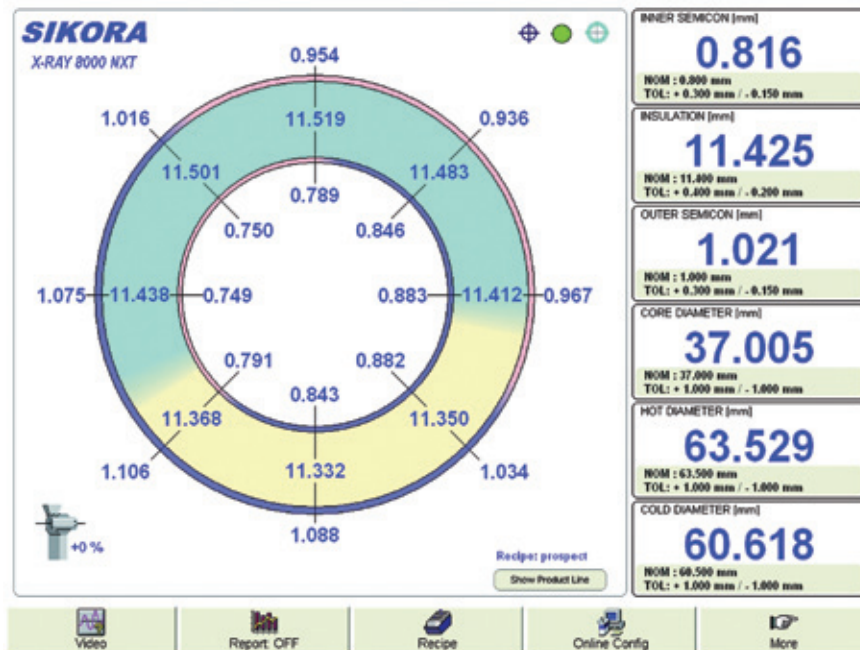 SIKORA
X-RAY 8000 NXT
0.954
1.016
0.936
11.519
11.501
11.483
0.789
0.750
0.846
1.075
11.438
0.749
0.883
11.412
0.967
0.791
0.882
0.843
11.368
11.350
11.332
1.106
1.034
1.088
+0 %
Recipe: prospect
Show Product Line
INNER SEMICON [mm]
0.816
NOM : 0.800 mm
TOL: + 0.300 mm / - 0.150 mm
INSULATION [mm]
11.425
NOM : 11.400 mm
TOL: + 0.400 mm / - 0.200 mm
OUTER SEMICON [mm]
1.021
NOM : 1.000 mm
TOL: + 0.300 mm / - 0.150 mm
CORE DIAMETER [mm]
37.005
NOM : 37.000 mm
TOL: + 1.000 mm / - 1.000 mm
HOT DIAMETER [mm]
63.529
NOM : 63.500 mm
TOL: + 1.000 mm / - 1.000 mm
COLD DIAMETER [mm]
60.618
NOM : 60.500 mm
TOL: + 1.000 mm / - 1.000 mm
Video
Report: OFF
Recipe
Online Config
More